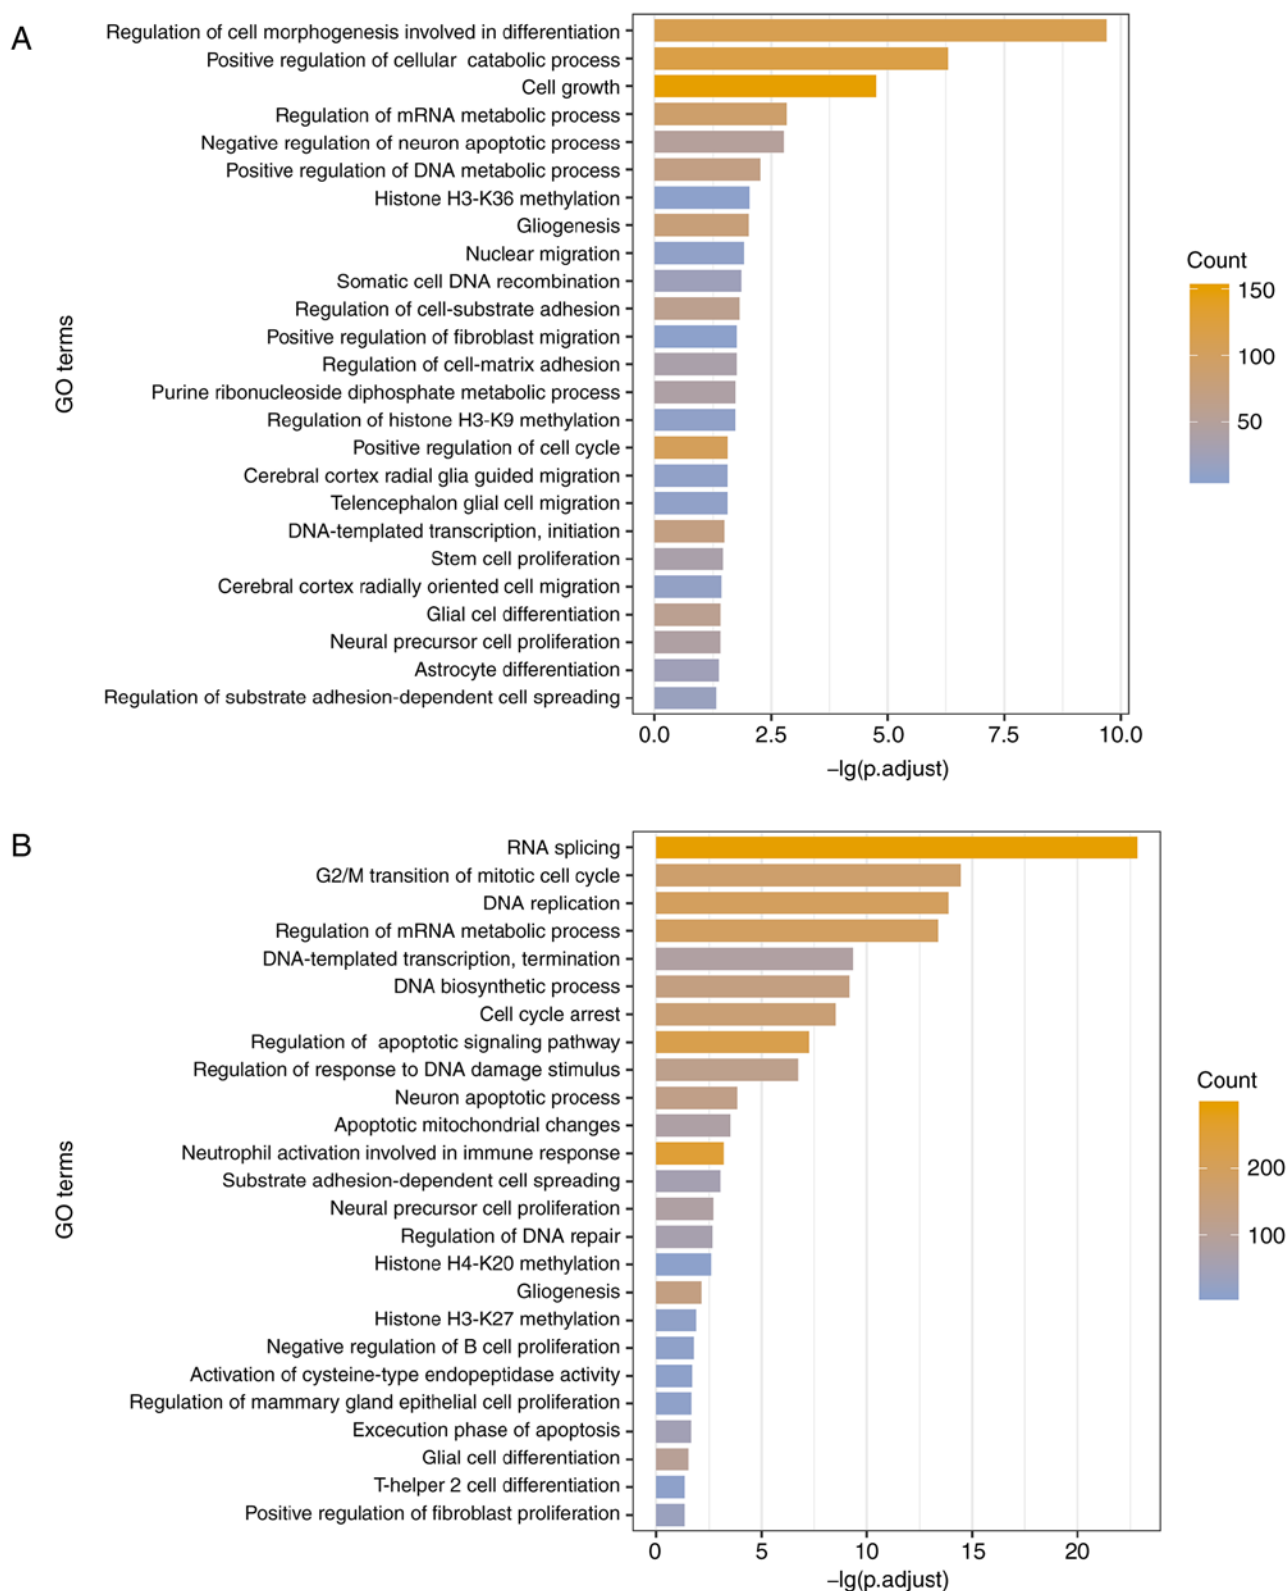 A
Regulation of cell morphogenesis involved in differentiation
Positive regulation of cellular  catabolic process
Cell growth
Regulation of mRNA metabolic process
Negative regulation of neuron apoptotic process
Positive regulation of DNA metabolic process
Histone H3-K36 methylation
Gliogenesis
Nuclear migration
Somatic cell DNA recombination
Regulation of cell-substrate adhesion
Positive regulation of fibroblast migration
Regulation of cell-matrix adhesion
Purine ribonucleoside diphosphate metabolic process
Regulation of histone H3-K9 methylation
Positive regulation of cell cycle
Cerebral cortex radial glia guided migration
Telencephalon glial cell migration
DNA-templated transcription, initiation
Stem cell proliferation
Cerebral cortex radially oriented cell migration
Glial cel differentiation
Neural precursor cell proliferation
Astrocyte differentiation
Regulation of substrate adhesion-dependent cell spreading
GO terms
0.0 2.5 5.0 7.5 10.0
–lg(p.adjust)
Count
150
100
50
B
RNA splicing
G2/M transition of mitotic cell cycle
DNA replication
Regulation of mRNA metabolic process
DNA-templated transcription, termination
DNA biosynthetic process
Cell cycle arrest
Regulation of  apoptotic signaling pathway
Regulation of response to DNA damage stimulus
Neuron apoptotic process
Apoptotic mitochondrial changes
Neutrophil activation involved in immune response
Substrate adhesion-dependent cell spreading
Neural precursor cell proliferation
Regulation of DNA repair
Histone H4-K20 methylation
Gliogenesis
Histone H3-K27 methylation
Negative regulation of B cell proliferation
Activation of cysteine-type endopeptidase activity
Regulation of mammary gland epithelial cell proliferation
Excecution phase of apoptosis
Glial cell differentiation
T-helper 2 cell differentiation
Positive regulation of fibroblast proliferation
GO terms
0 5 10 15 20
–lg(p.adjust)
Count
200
100